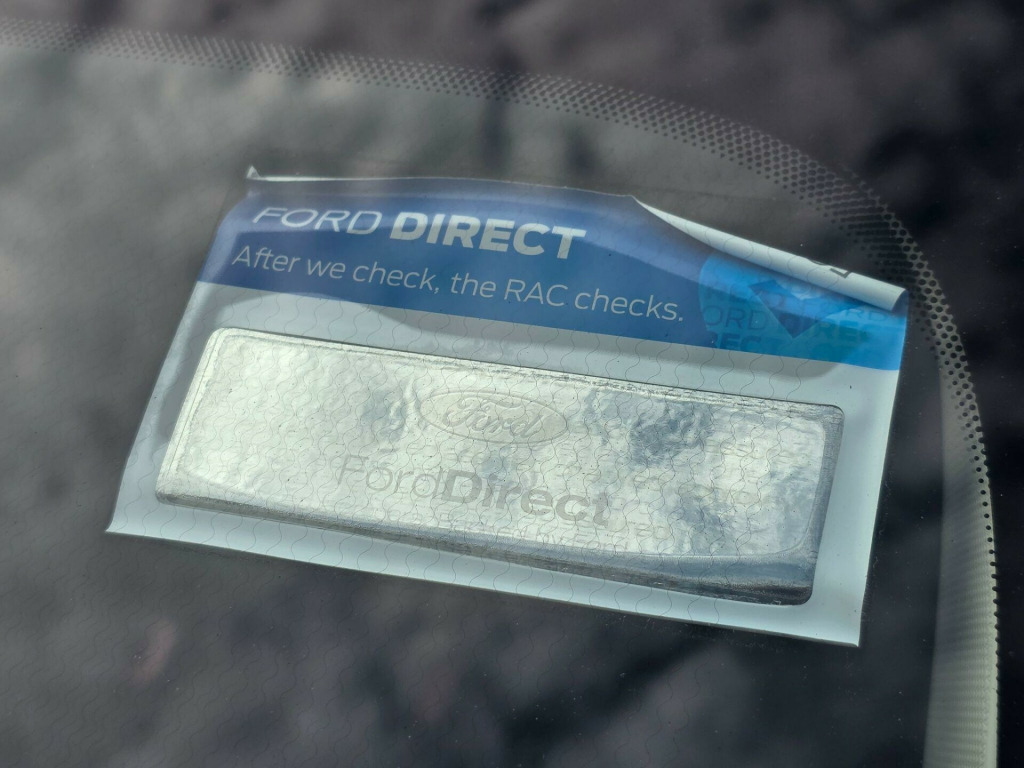 FORD DIRECT
After we check, the RAC checks.
Ford
FordDirect